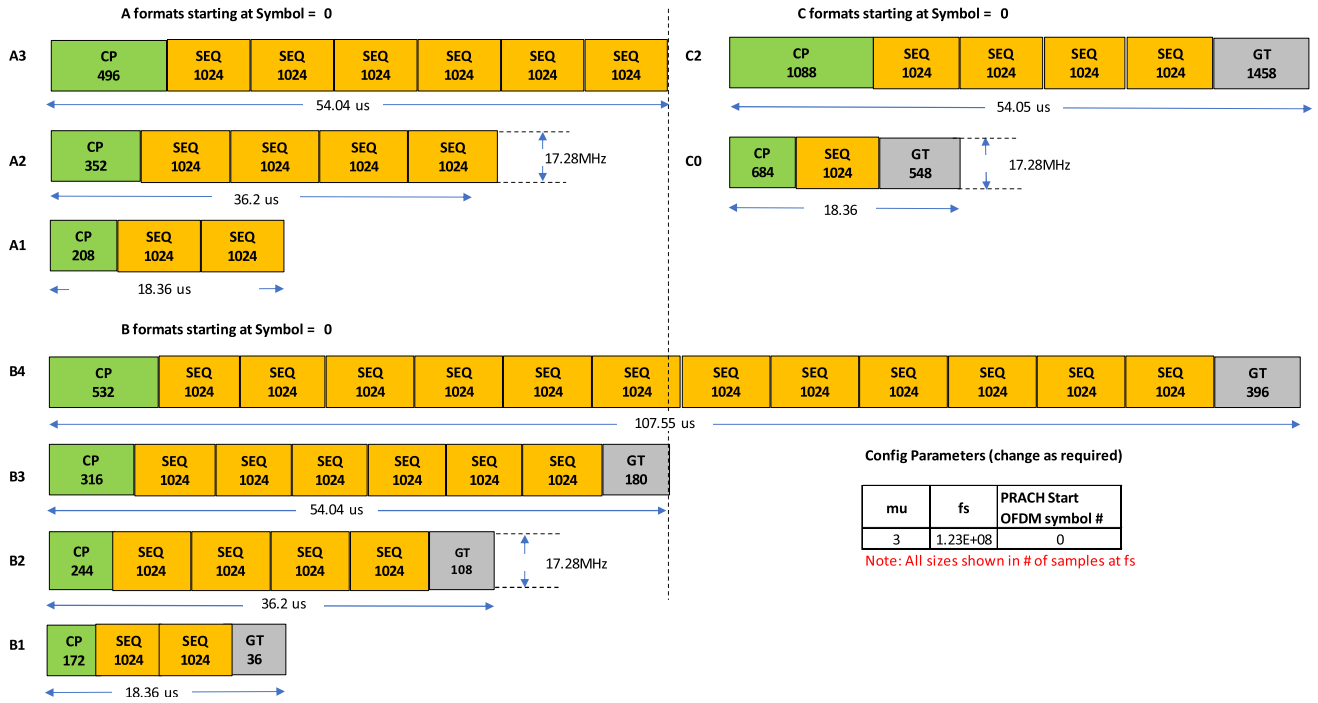 A formats starting at Symbol = 0
A3
CP
496
SEQ
1024
SEQ
1024
SEQ
1024
SEQ
1024
SEQ
1024
SEQ
1024
54.04 us
A2
CP
352
SEQ
1024
SEQ
1024
SEQ
1024
SEQ
1024
17.28MHz
36.2 us
A1
CP
208
SEQ
1024
SEQ
1024
18.36 us
C formats starting at Symbol = 0
C2
CP
1088
SEQ
1024
SEQ
1024
SEQ
1024
SEQ
1024
GT
1458
54.05 us
C0
CP
684
SEQ
1024
GT
548
17.28MHz
18.36
B formats starting at Symbol = 0
B4
CP
532
SEQ
1024
SEQ
1024
SEQ
1024
SEQ
1024
SEQ
1024
SEQ
1024
SEQ
1024
SEQ
1024
SEQ
1024
SEQ
1024
SEQ
1024
SEQ
1024
GT
396
107.55 us
B3
CP
316
SEQ
1024
SEQ
1024
SEQ
1024
SEQ
1024
SEQ
1024
SEQ
1024
GT
180
54.04 us
B2
CP
244
SEQ
1024
SEQ
1024
SEQ
1024
SEQ
1024
GT
108
17.28MHz
36.2 us
B1
CP
172
SEQ
1024
SEQ
1024
GT
36
18.36 us
Config Parameters (change as required)
mu
fs
PRACH Start
OFDM symbol #
3
1.23E+08
0
Note: All sizes shown in # of samples at fs